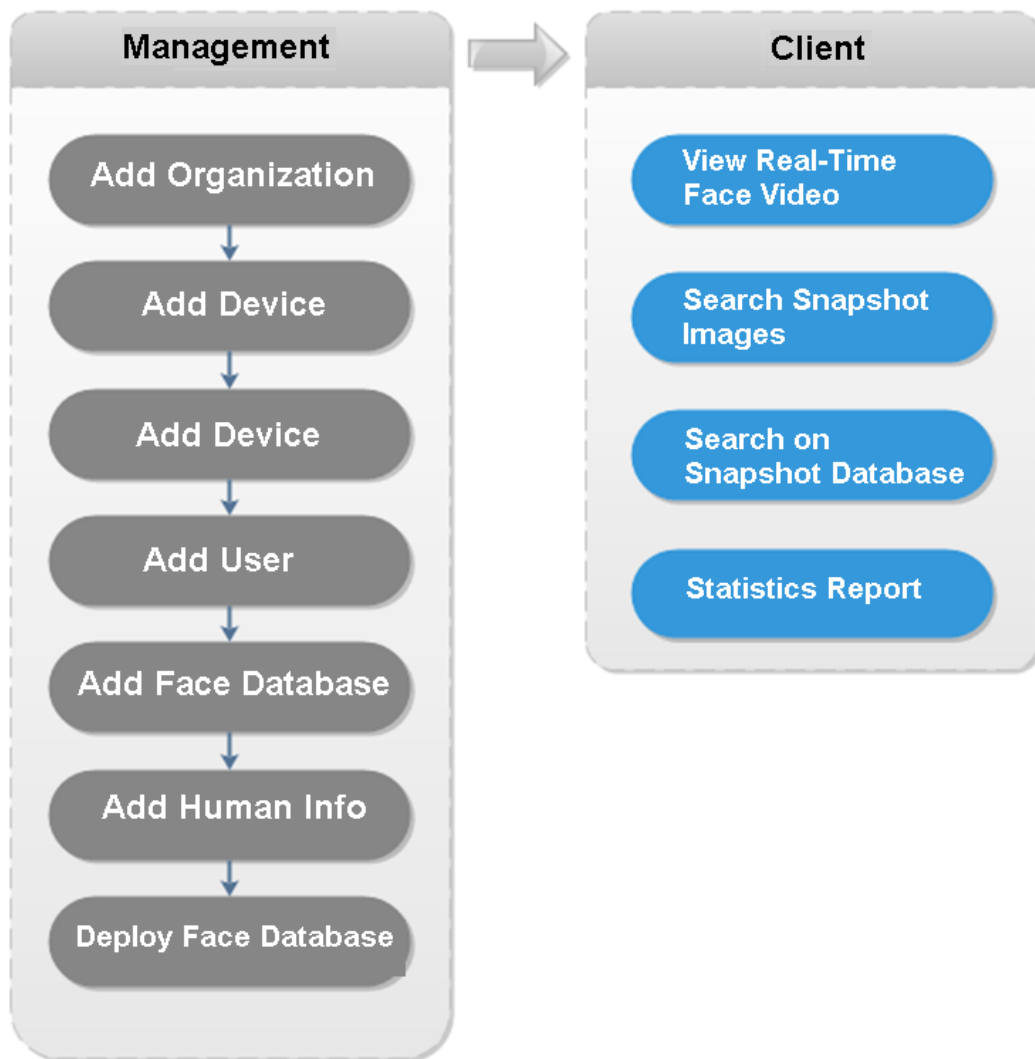 Management
Add Organization
Add Device
Add Device
Add User
Add Face Database
Add Human Info
Deploy Face Database
Client
View Real-Time
Face Video
Search Snapshot
Images
Search on
Snapshot Database
Statistics Report